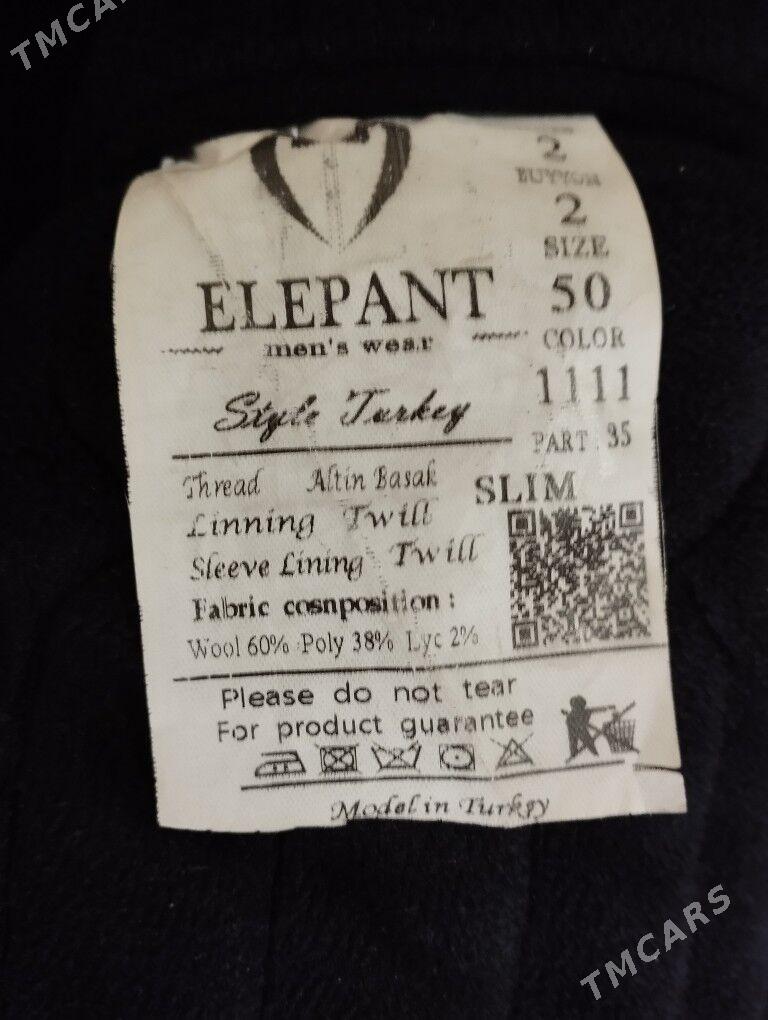 TMCARS
2
BUYYON
2
SIZE
50
COLOR
1111
PART 35
ELEPANT
men's wear
Style Turkey
Thread Altin Basak
SLIM
Linning Twill
Sleeve Lining Twill
Fabric cosnposition :
Wool 60% Poly 38% Lyc 2%
Please do not tear
For product guarantee
Model in Turkey
TMCARS